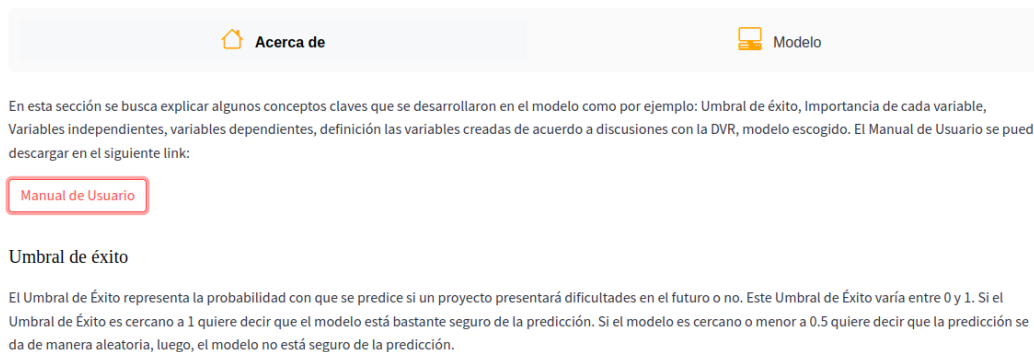 Acerca de
Modelo
En esta sección se busca explicar algunos conceptos claves que se desarrollaron en el modelo como por ejemplo: Umbral de éxito, Importancia de cada variable,
Variables independientes, variables dependientes, definición las variables creadas de acuerdo a discusiones con la DVR, modelo escogido. El Manual de Usuario se pued
descargar en el siguiente link:
Manual de Usuario
Umbral de éxito
El Umbral de Éxito representa la probabilidad con que se predice si un proyecto presentará dificultades en el futuro o no. Este Umbral de Éxito varía entre 0 y 1. Si el
Umbral de Éxito es cercano a 1 quiere decir que el modelo está bastante seguro de la predicción. Si el modelo es cercano o menor a 0.5 quiere decir que la predicción se
da de manera aleatoria, luego, el modelo no está seguro de la predicción.